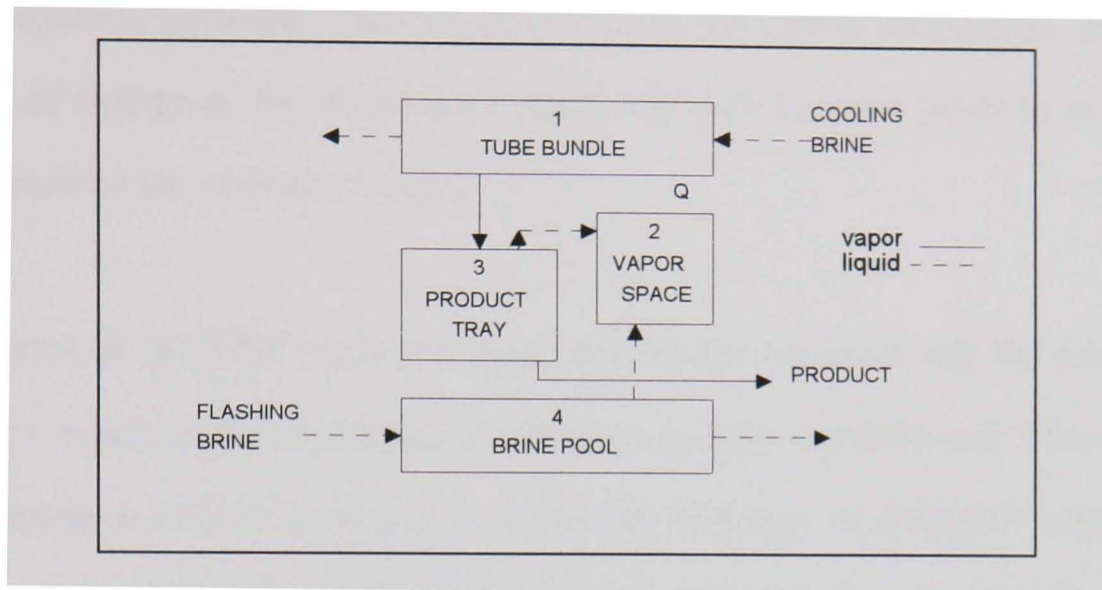 1
TUBE BUNDLE
COOLING
BRINE
Q
2
VAPOR
SPACE
vapor
liquid
3
PRODUCT
TRAY
PRODUCT
FLASHING
BRINE
4
BRINE POOL